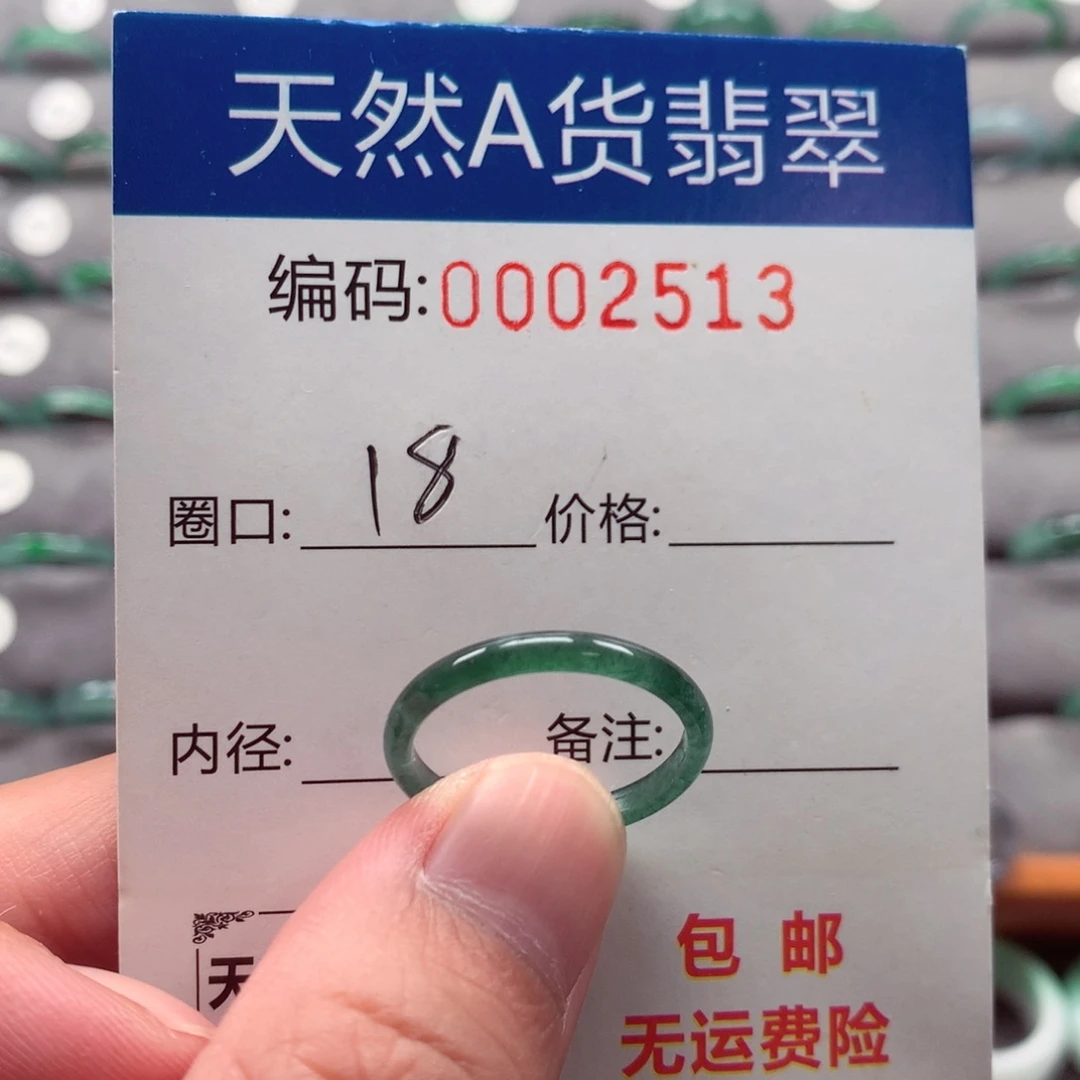 天然A货翡翠
编码:0002513
圈口: 18 价格:
内径: 备注:
天
包邮
无运费险